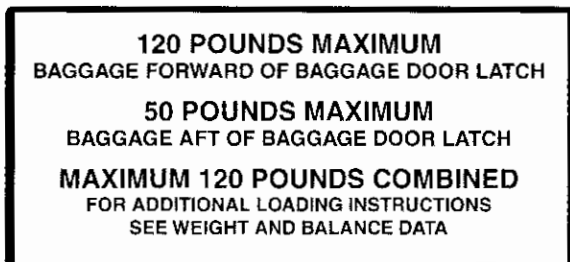 120 POUNDS MAXIMUM
BAGGAGE FORWARD OF BAGGAGE DOOR LATCH
50 POUNDS MAXIMUM
BAGGAGE AFT OF BAGGAGE DOOR LATCH
MAXIMUM 120 POUNDS COMBINED
FOR ADDITIONAL LOADING INSTRUCTIONS
SEE WEIGHT AND BALANCE DATA